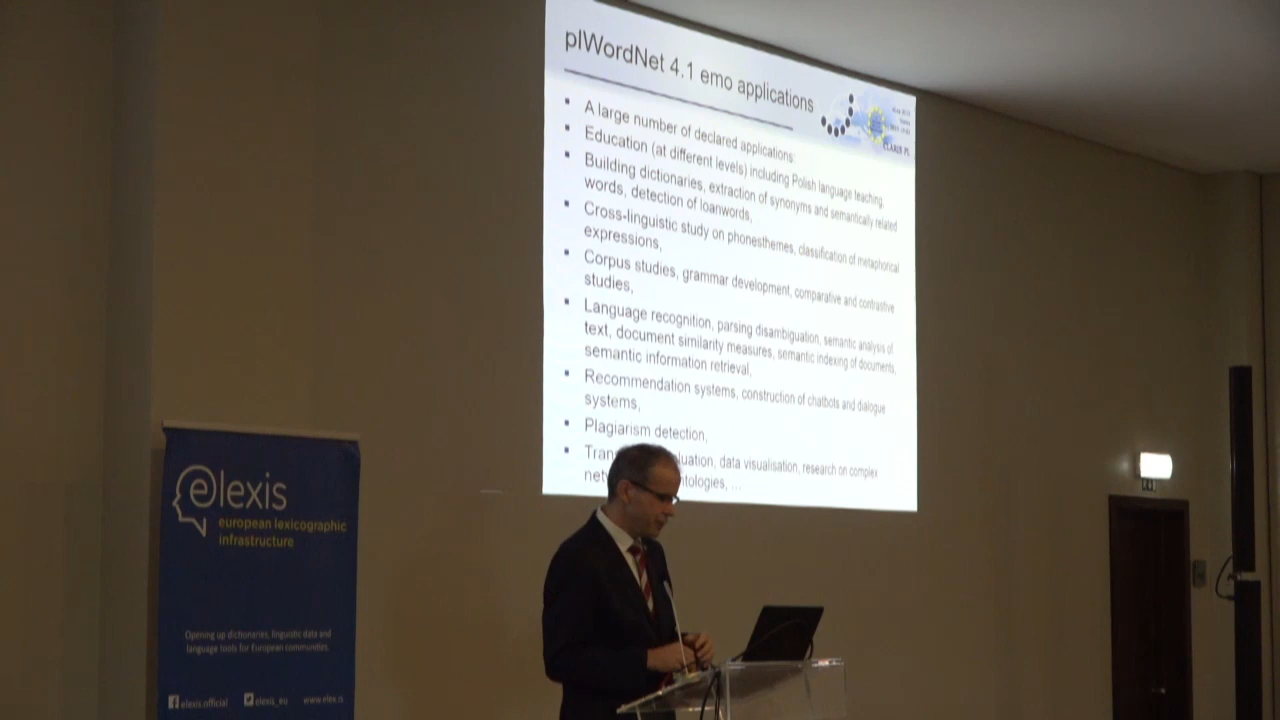 plWordNet 4.1 emo applications
CLARIN-PL
A large number of declared applications:
Education (at different levels) including Polish language teaching,
Building dictionaries, extraction of synonyms and semantically related
words, detection of loanwords,
Cross-linguistic study on phonesthemes, classification of metaphorical
expressions,
Corpus studies, grammar development, comparative and contrastive
studies,
Language recognition, parsing disambiguation, semantic analysis of
text, document similarity measures, semantic indexing of documents,
semantic information retrieval,
Recommendation systems, construction of chatbots and dialogue
systems,
Plagiarism detection,
data visualisation, research on complex
elexis
european lexicographic
infrastructure
Opening up dictionaries, linguistic data and
language tools for European communities.
elexis.official elexis_eu www.elex.is